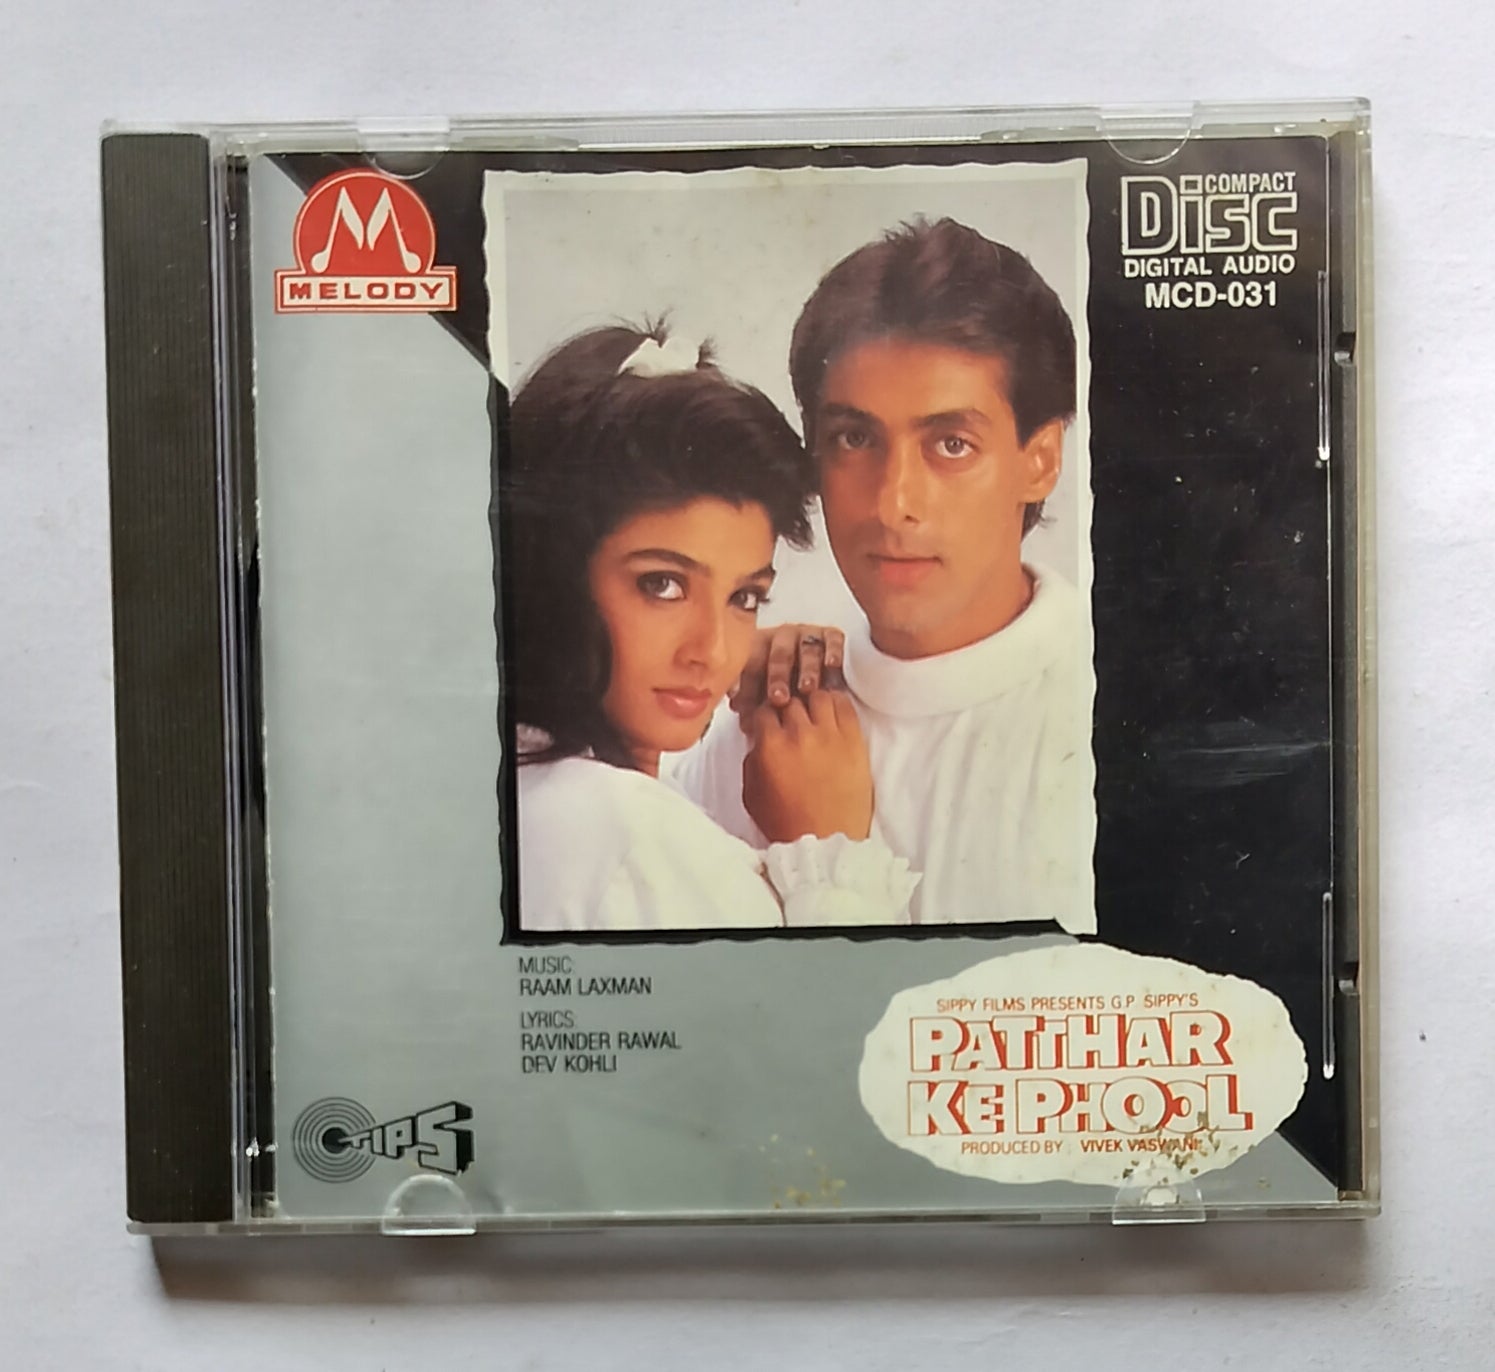 MELODY
COMPACT
DISC
DIGITAL AUDIO
MCD-031
MUSIC:
RAAM LAXMAN
LYRICS:
RAVINDER RAWAL
DEV KOHLI
TIPS
SIPPY FILMS PRESENTS G.P. SIPPY'S
PATTHAR
KE PHOOL
PRODUCED BY : VIVEK VASWANI